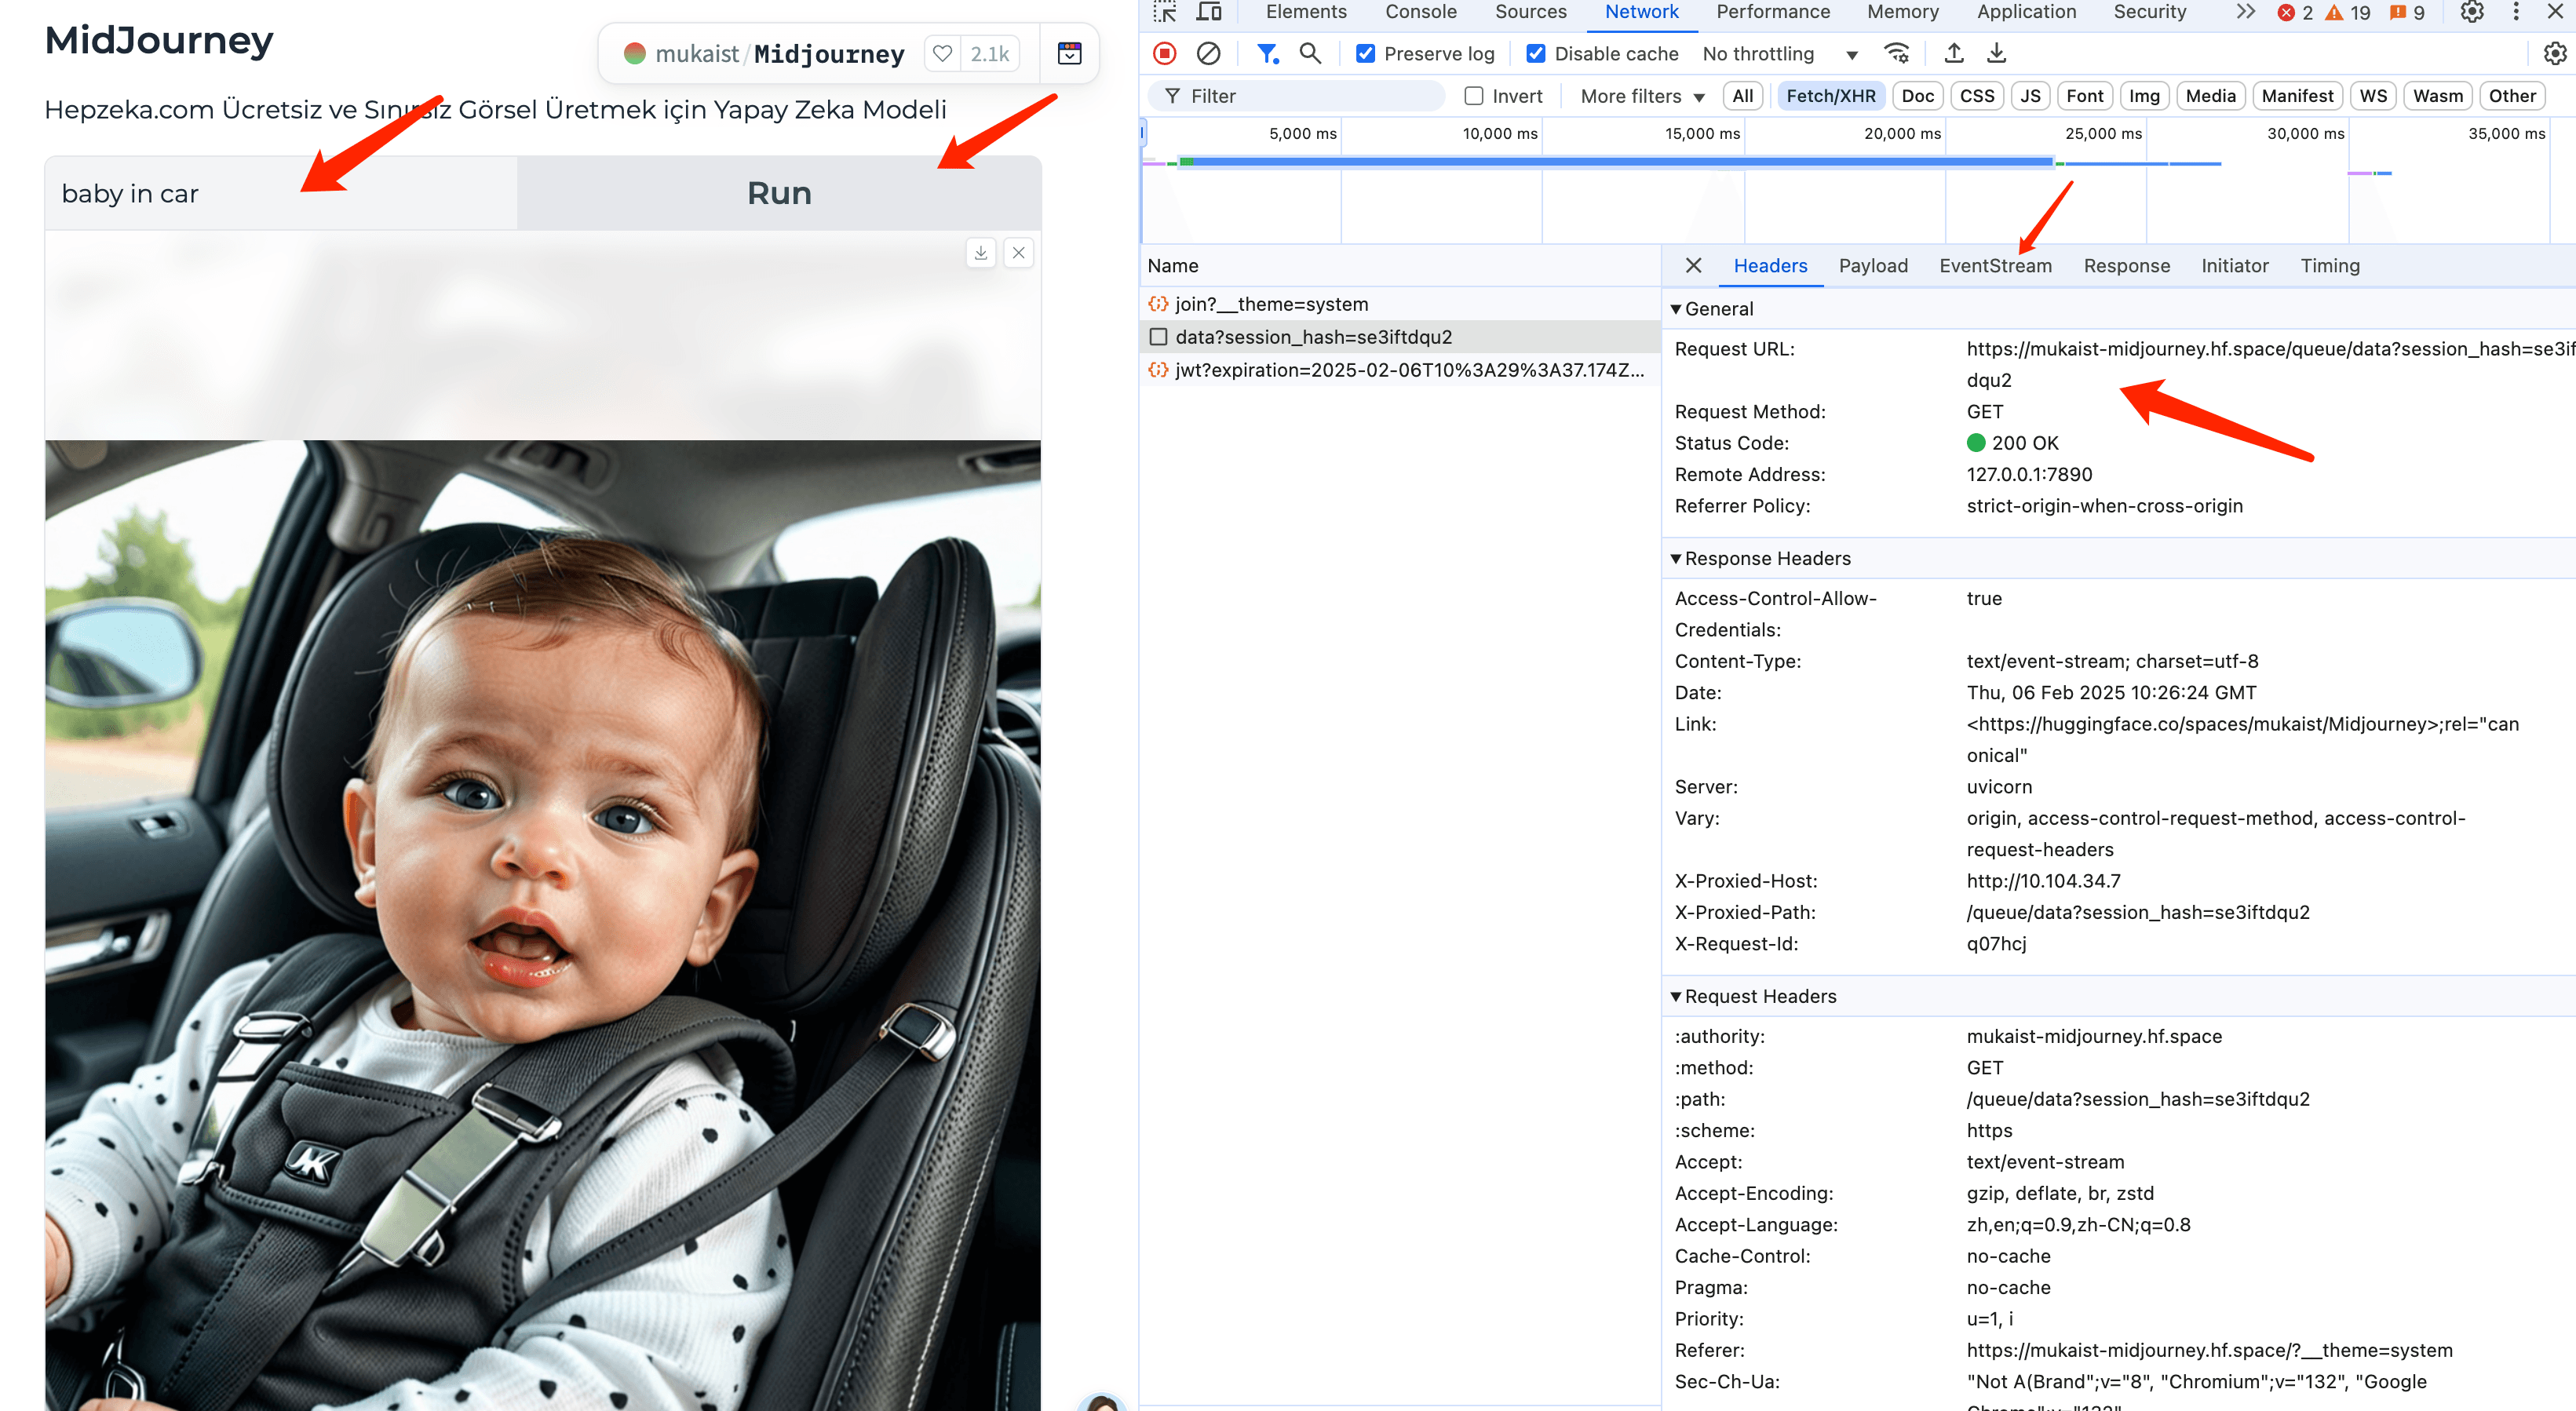 MidJourney
mukaist/Midjourney
2.1k
Hepzeka.com Ücretsiz ve Sınırsız Görsel Üretmek için Yapay Zeka Modeli
baby in car
Run
Elements Console Sources Network Performance Memory Application Security 2 19 9
Preserve log Disable cache No throttling
Filter Invert More filters All Fetch/XHR Doc CSS JS Font Img Media Manifest WS Wasm Other
5,000 ms 10,000 ms 15,000 ms 20,000 ms 25,000 ms 30,000 ms 35,000 ms
Name
join?__theme=system
data?session_hash=se3iftdqu2
jwt?expiration=2025-02-06T10%3A29%3A37.174Z...
Headers Payload EventStream Response Initiator Timing
General
Request URL: https://mukaist-midjourney.hf.space/queue/data?session_hash=se3if
dqu2
Request Method: GET
Status Code: 200 OK
Remote Address: 127.0.0.1:7890
Referrer Policy: strict-origin-when-cross-origin
Response Headers
Access-Control-Allow- true
Credentials:
Content-Type: text/event-stream; charset=utf-8
Date: Thu, 06 Feb 2025 10:26:24 GMT
Link: <https://huggingface.co/spaces/mukaist/Midjourney>;rel="can
onical"
Server: uvicorn
Vary: origin, access-control-request-method, access-control-
request-headers
X-Proxied-Host: http://10.104.34.7
X-Proxied-Path: /queue/data?session_hash=se3iftdqu2
X-Request-Id: q07hcj
Request Headers
:authority: mukaist-midjourney.hf.space
:method: GET
:path: /queue/data?session_hash=se3iftdqu2
:scheme: https
Accept: text/event-stream
Accept-Encoding: gzip, deflate, br, zstd
Accept-Language: zh,en;q=0.9,zh-CN;q=0.8
Cache-Control: no-cache
Pragma: no-cache
Priority: u=1, i
Referer: https://mukaist-midjourney.hf.space/?__theme=system
Sec-Ch-Ua: "Not A(Brand";v="8", "Chromium";v="132", "Google